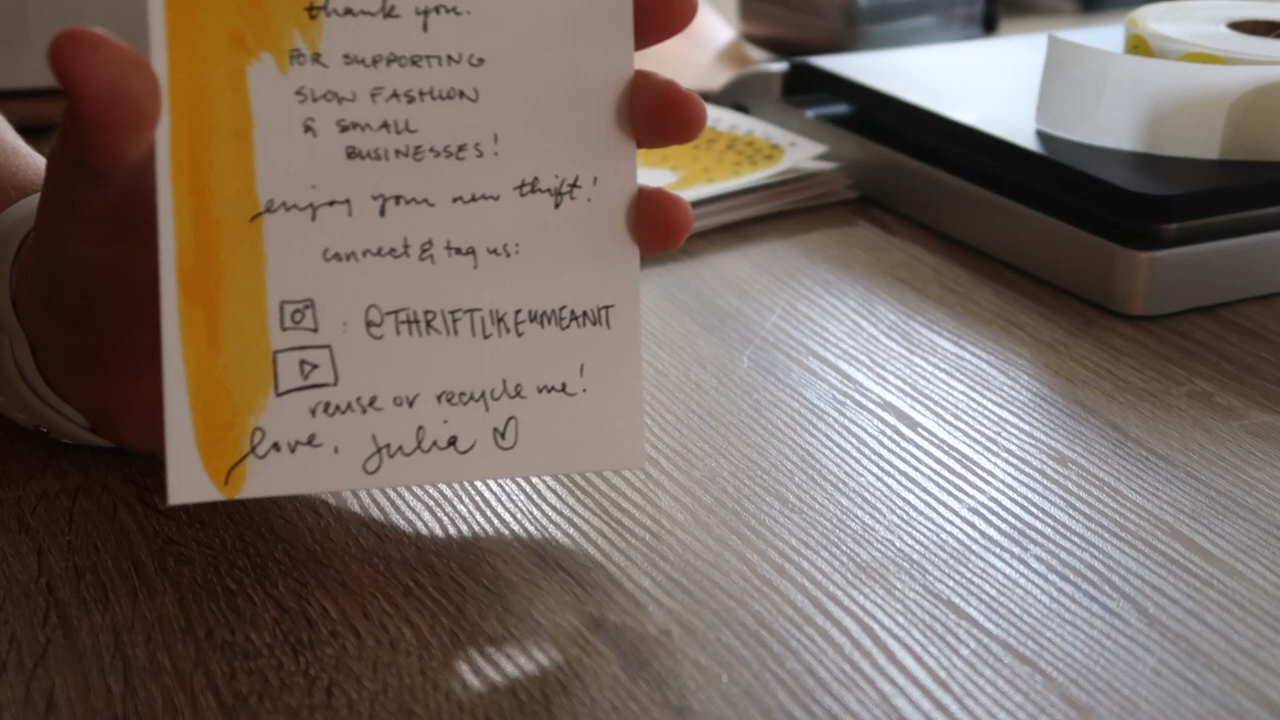 thank you.
FOR SUPPORTING
SLOW FASHION
& SMALL
BUSINESSES!
enjoy your new thrift!
connect & tag us:
: @THRIFTLIKEUMEANIT
reuse or recycle me!
love, Julia ♡